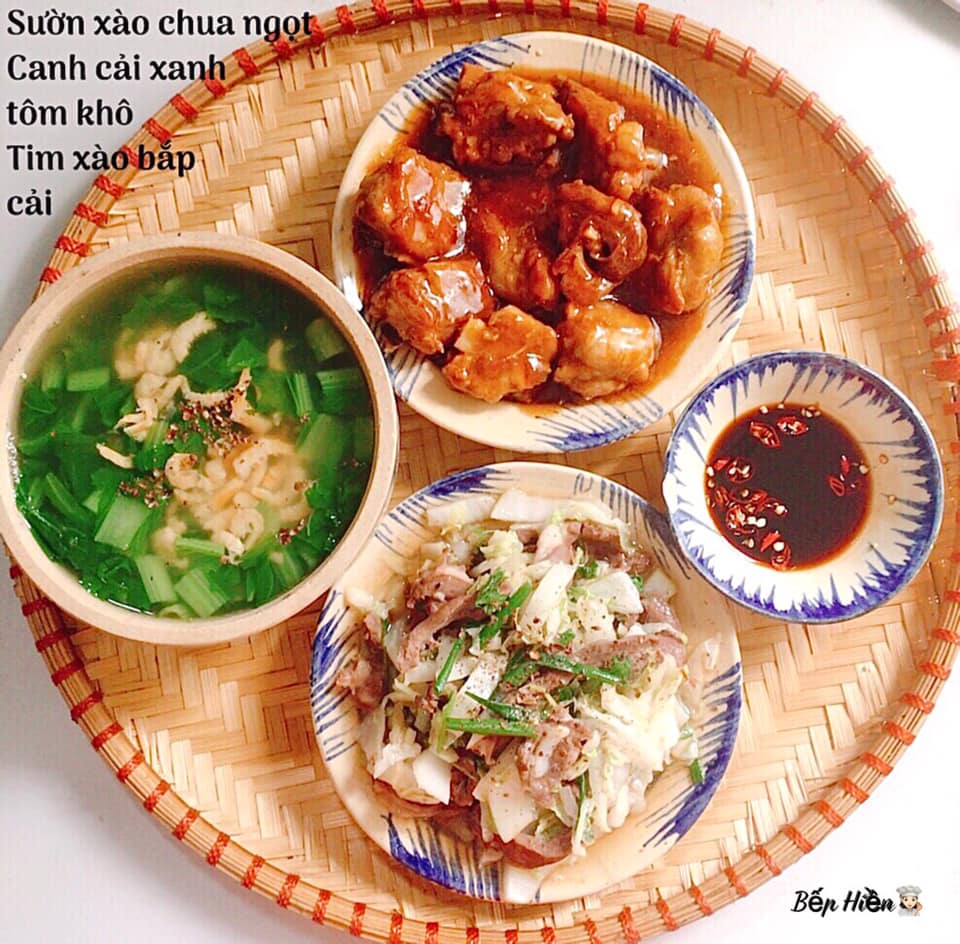 Sườn xào chua ngọt
Canh cải xanh
tôm khô
Tim xào bắp
cải
Bếp Hiền